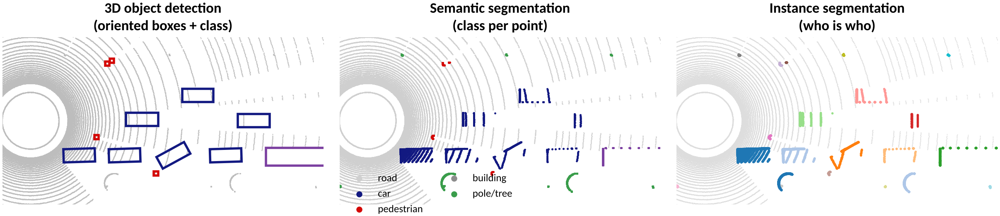 3D object detection
(oriented boxes + class)
Semantic segmentation
(class per point)
Instance segmentation
(who is who)
road
car
pedestrian
building
pole/tree